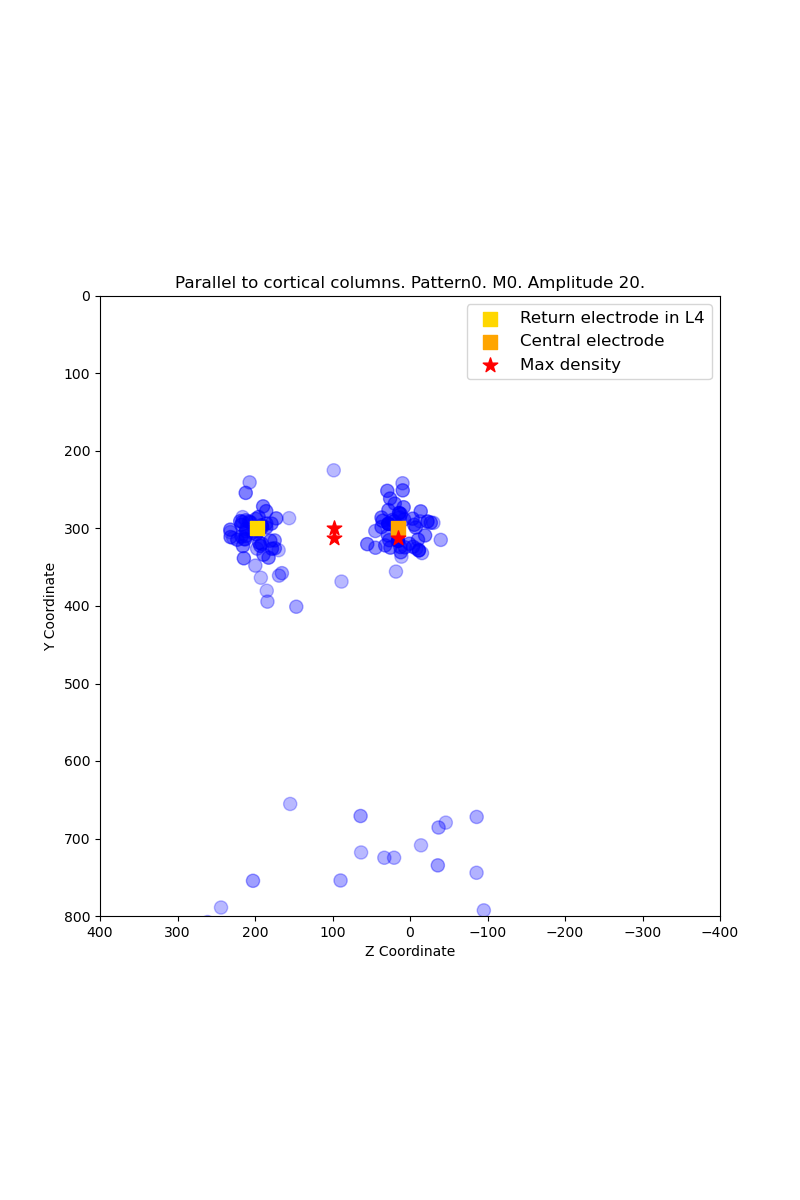 Parallel to cortical columns. Pattern0. M0. Amplitude 20.
Return electrode in L4
Central electrode
Max density
0
100
200
300
400
500
600
700
800
Y Coordinate
400 300 200 100 0 −100 −200 −300 −400
Z Coordinate